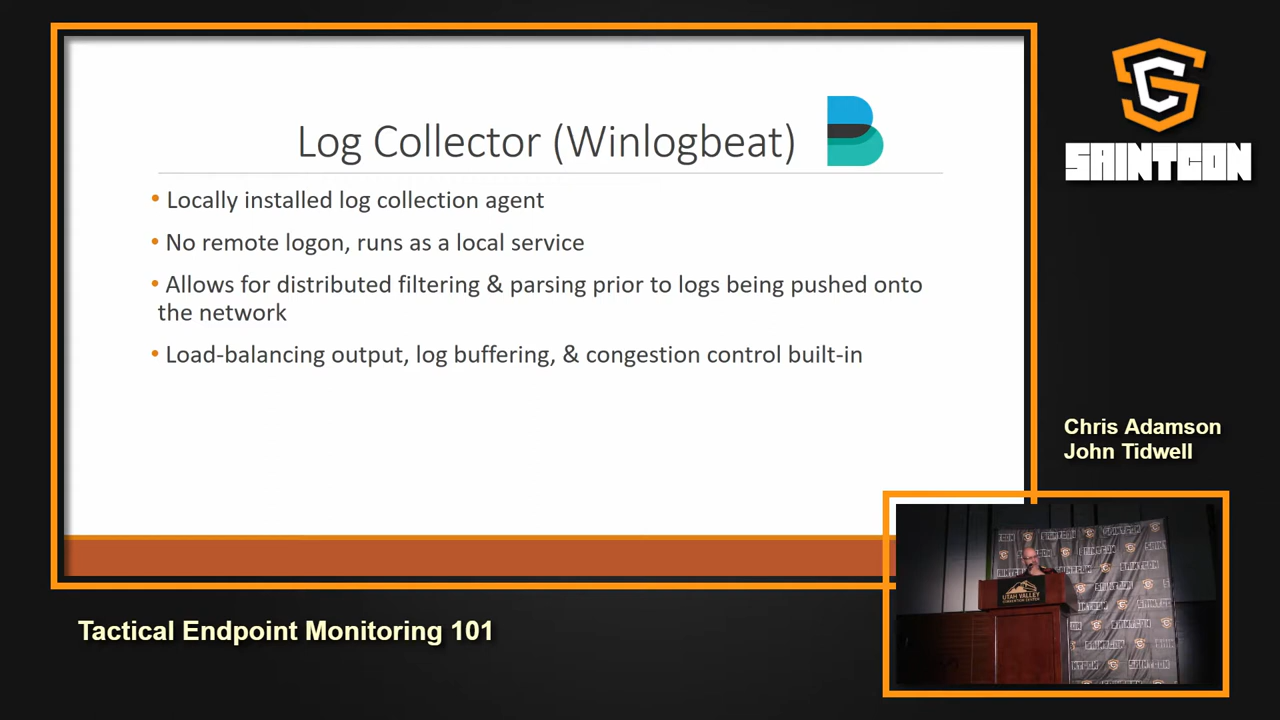 Log Collector (Winlogbeat)
• Locally installed log collection agent
• No remote logon, runs as a local service
• Allows for distributed filtering & parsing prior to logs being pushed onto
the network
• Load-balancing output, log buffering, & congestion control built-in
SAINTCON
Chris Adamson
John Tidwell
UTAH VALLEY
Tactical Endpoint Monitoring 101